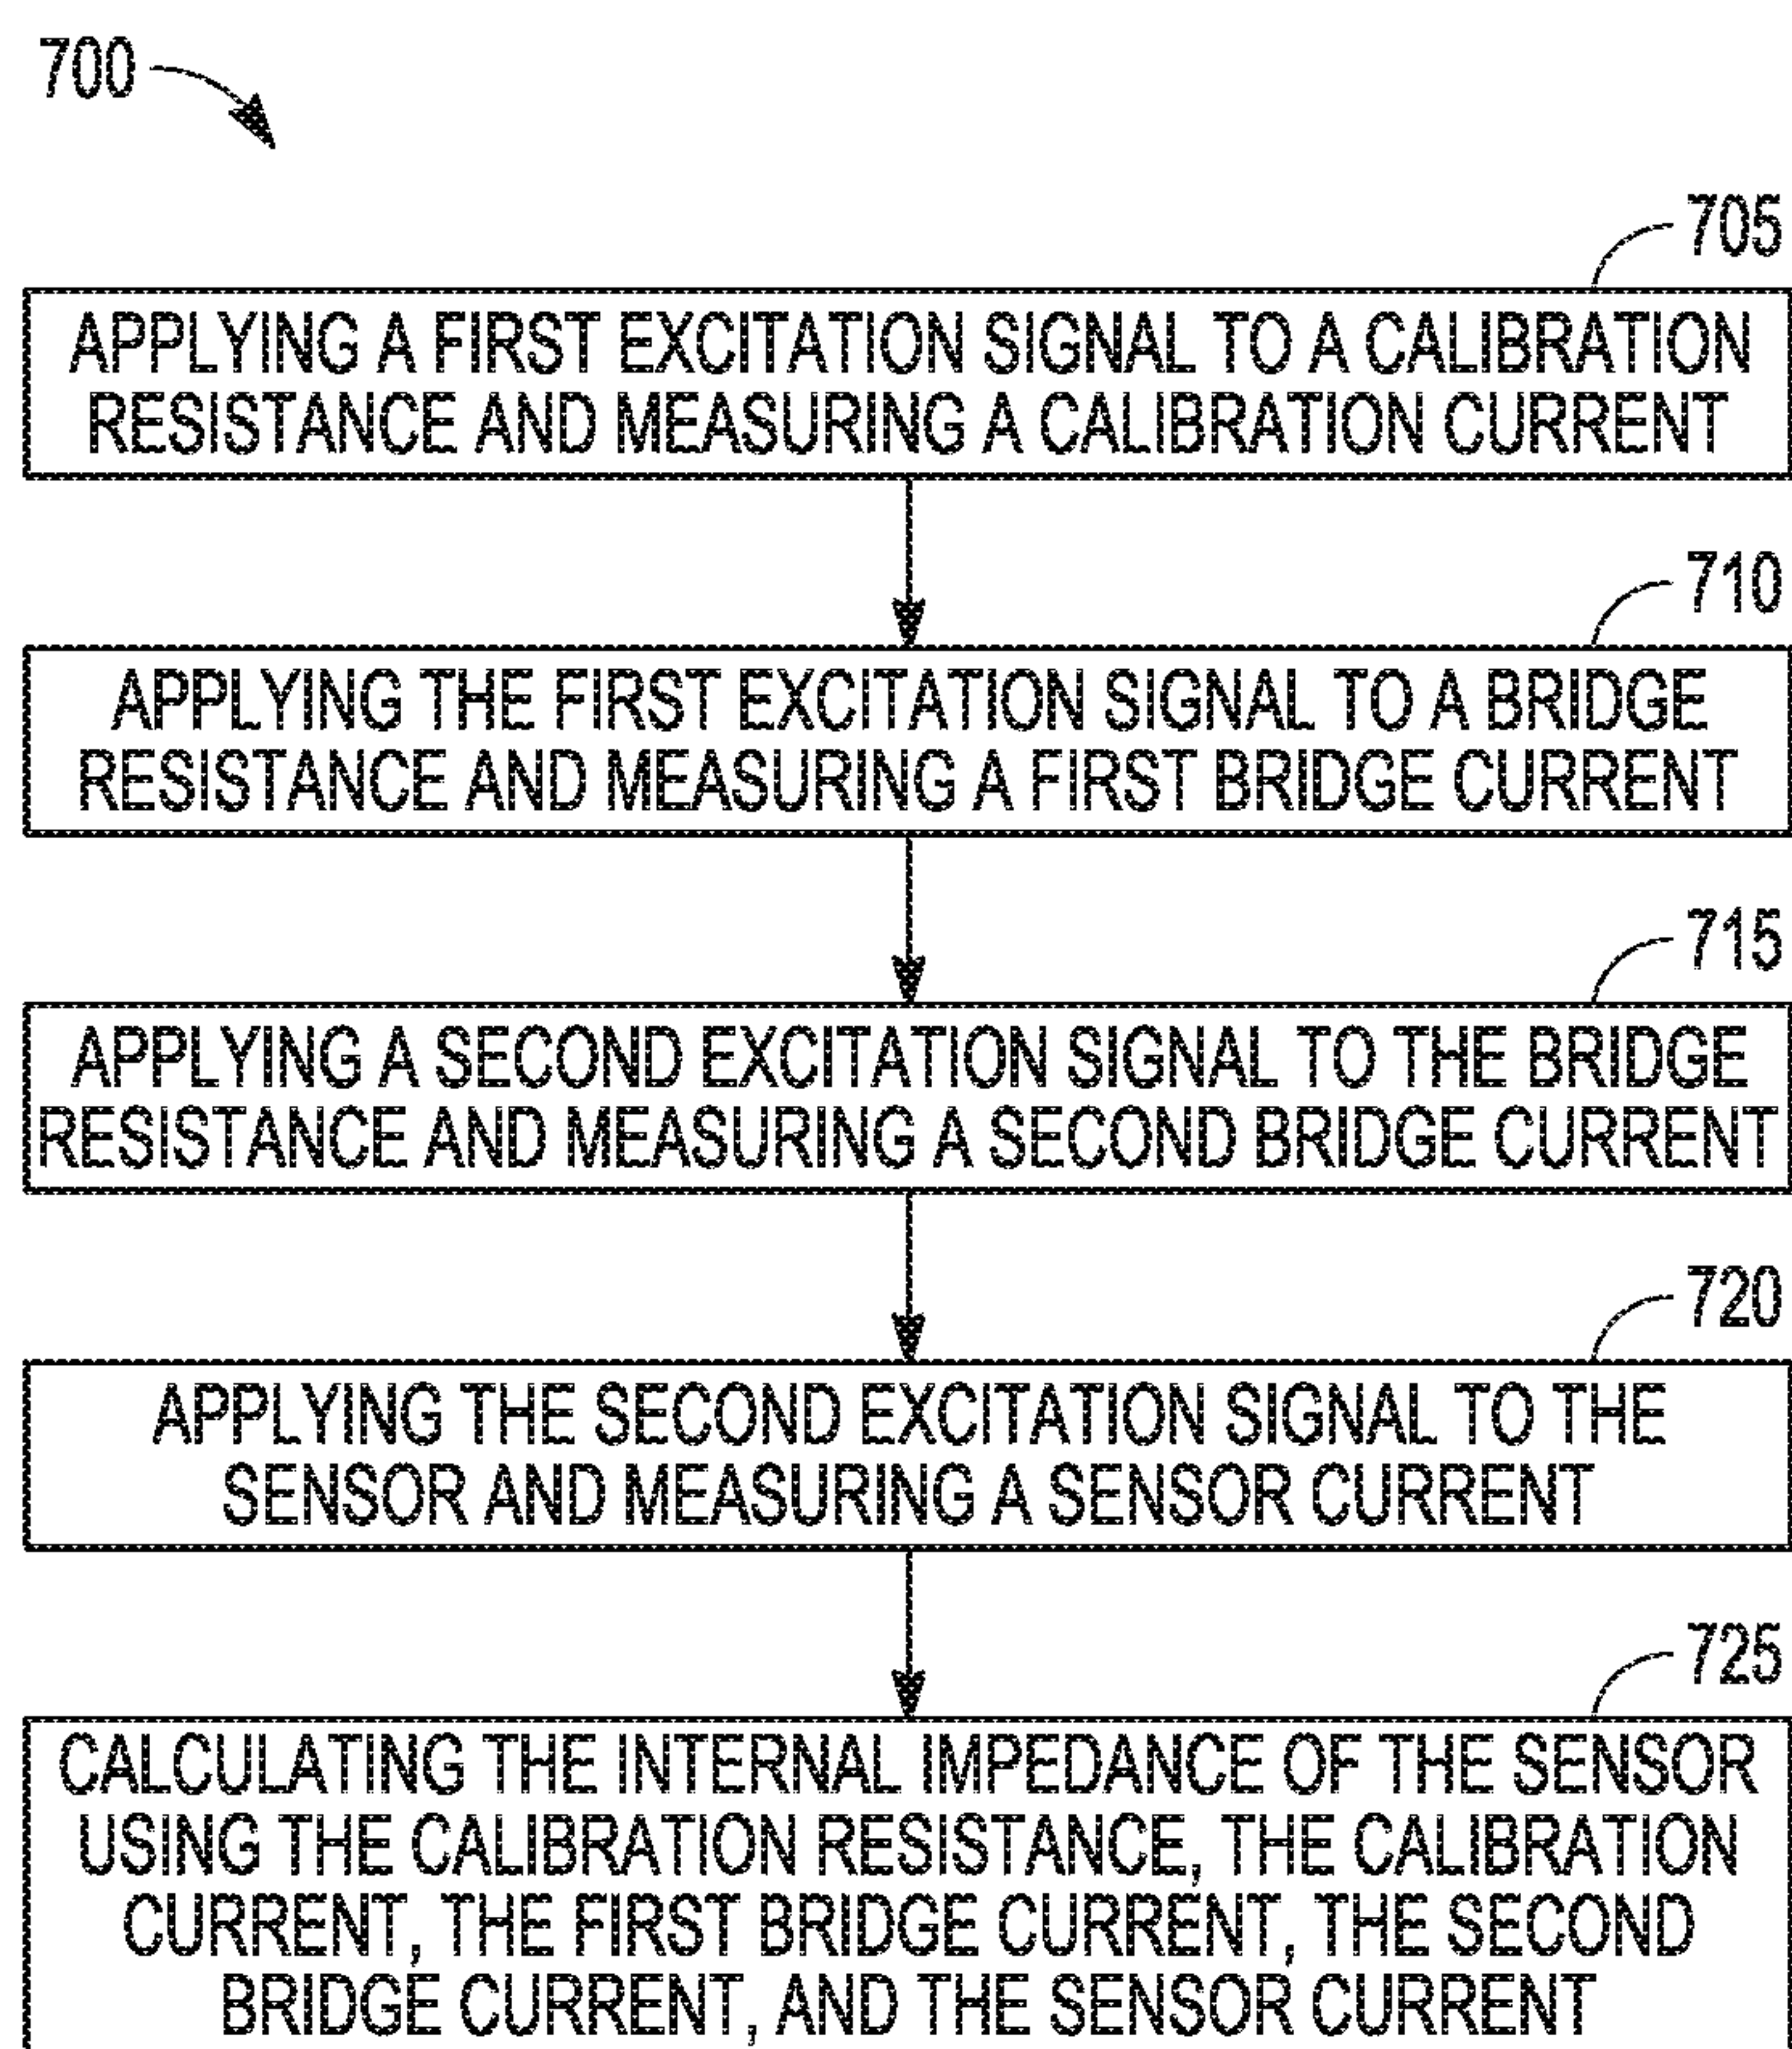 700
705
APPLYING A FIRST EXCITATION SIGNAL TO A CALIBRATION
RESISTANCE AND MEASURING A CALIBRATION CURRENT
710
APPLYING THE FIRST EXCITATION SIGNAL TO A BRIDGE
RESISTANCE AND MEASURING A FIRST BRIDGE CURRENT
715
APPLYING A SECOND EXCITATION SIGNAL TO THE BRIDGE
RESISTANCE AND MEASURING A SECOND BRIDGE CURRENT
720
APPLYING THE SECOND EXCITATION SIGNAL TO THE
SENSOR AND MEASURING A SENSOR CURRENT
725
CALCULATING THE INTERNAL IMPEDANCE OF THE SENSOR
USING THE CALIBRATION RESISTANCE, THE CALIBRATION
CURRENT, THE FIRST BRIDGE CURRENT, THE SECOND
BRIDGE CURRENT, AND THE SENSOR CURRENT